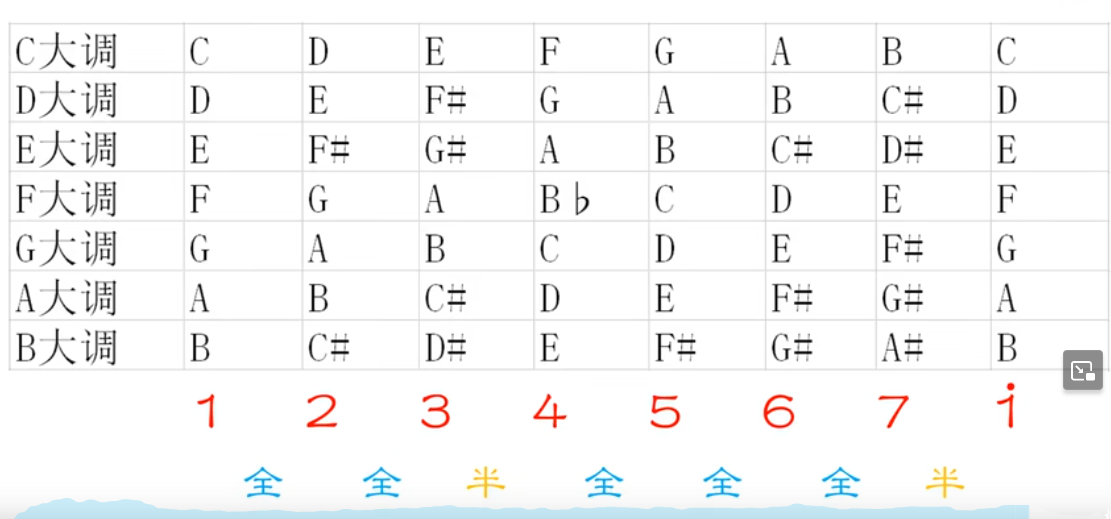 C大调 C D E F G A B C
D大调 D E F# G A B C# D
E大调 E F# G# A B C# D# E
F大调 F G A B♭ C D E F
G大调 G A B C D E F# G
A大调 A B C# D E F# G# A
B大调 B C# D# E F# G# A# B
1 2 3 4 5 6 7 1̇
全 全 半 全 全 全 半